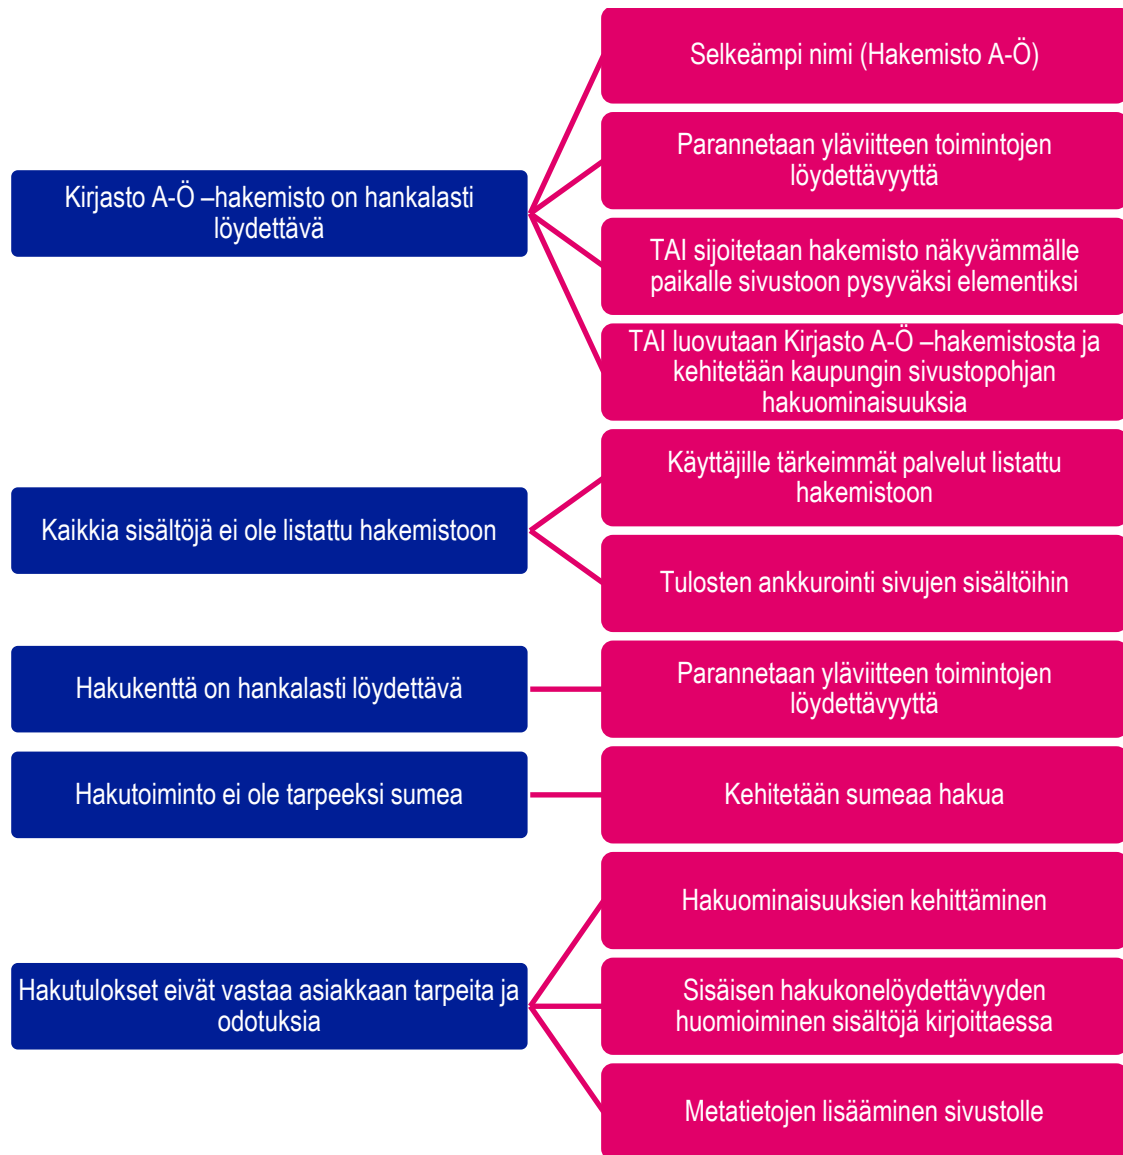 Kirjasto A-Ö –hakemisto on hankalasti
löydettävä
Selkeämpi nimi (Hakemisto A-Ö)
Parannetaan yläviitteen toimintojen
löydettävyyttä
TAI sijoitetaan hakemisto näkyvämmälle
paikalle sivustoon pysyväksi elementiksi
TAI luovutaan Kirjasto A-Ö –hakemistosta ja
kehitetään kaupungin sivustopohjan
hakuominaisuuksia
Kaikkia sisältöjä ei ole listattu hakemistoon
Käyttäjille tärkeimmät palvelut listattu
hakemistoon
Tulosten ankkurointi sivujen sisältöihin
Hakukenttä on hankalasti löydettävä
Parannetaan yläviitteen toimintojen
löydettävyyttä
Hakutoiminto ei ole tarpeeksi sumea
Kehitetään sumeaa hakua
Hakutulokset eivät vastaa asiakkaan tarpeita ja
odotuksia
Hakuominaisuuksien kehittäminen
Sisäisen hakukonelöydettävyyden
huomioiminen sisältöjä kirjoittaessa
Metatietojen lisääminen sivustolle